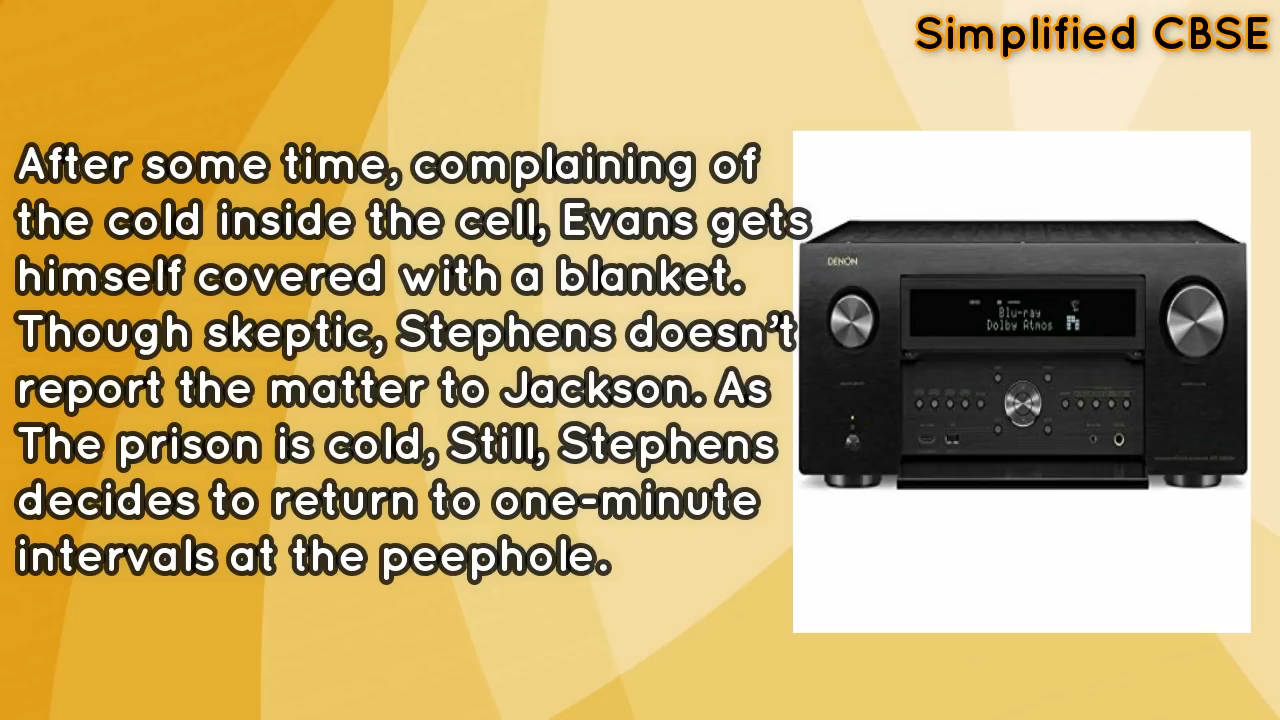 Simplified CBSE
After some time, complaining of
the cold inside the cell, Evans gets
himself covered with a blanket.
Though skeptic, Stephens doesn't
report the matter to Jackson. As
The prison is cold, Still, Stephens
decides to return to one-minute
intervals at the peephole.
DENON
Blu-ray
Dolby Atmos